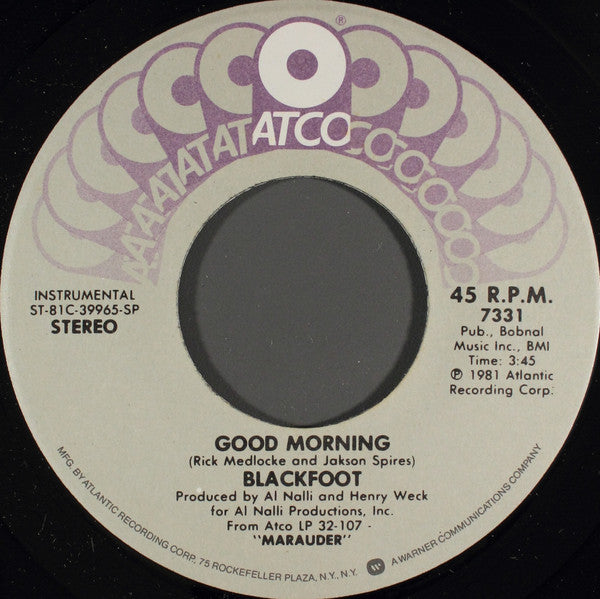 ®
ATCO
INSTRUMENTAL
ST-81C-39965-SP
STEREO
45 R.P.M.
7331
Pub., Bobnal
Music Inc., BMI
Time: 3:45
℗ 1981 Atlantic
Recording Corp.
GOOD MORNING
(Rick Medlocke and Jakson Spires)
BLACKFOOT
Produced by Al Nalli and Henry Weck
for Al Nalli Productions, Inc.
From Atco LP 32-107 -
"MARAUDER"
MFG. BY ATLANTIC RECORDING CORP. 75 ROCKEFELLER PLAZA, N.Y., N.Y. A WARNER COMMUNICATIONS COMPANY